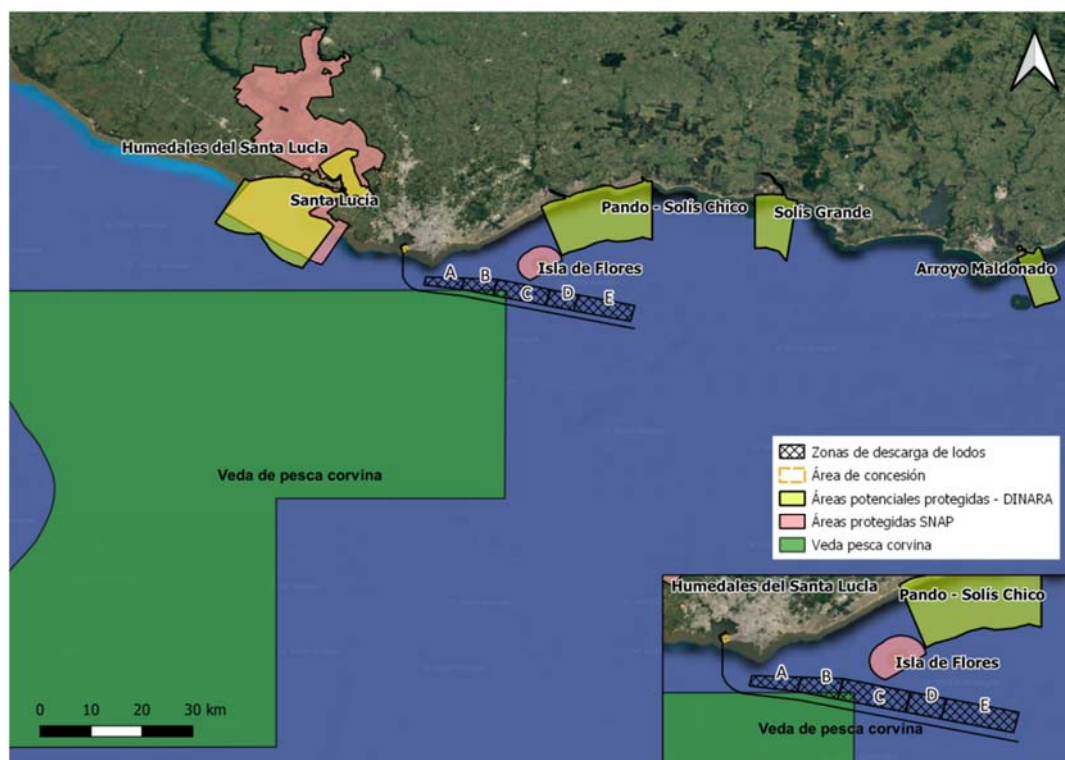 Humedales del Santa Lucla
Santa Lucía
Pando - Solís Chico
Solís Grande
Isla de Flores
Arroyo Maldonado
A B C D E
Veda de pesca corvina
Zonas de descarga de lodos
Área de concesión
Áreas potenciales protegidas - DINARA
Áreas protegidas SNAP
Veda pesca corvina
0 10 20 30 km
Humedales del Santa Lucla
Pando - Solís Chico
Isla de Flores
A B C D E
Veda de pesca corvina